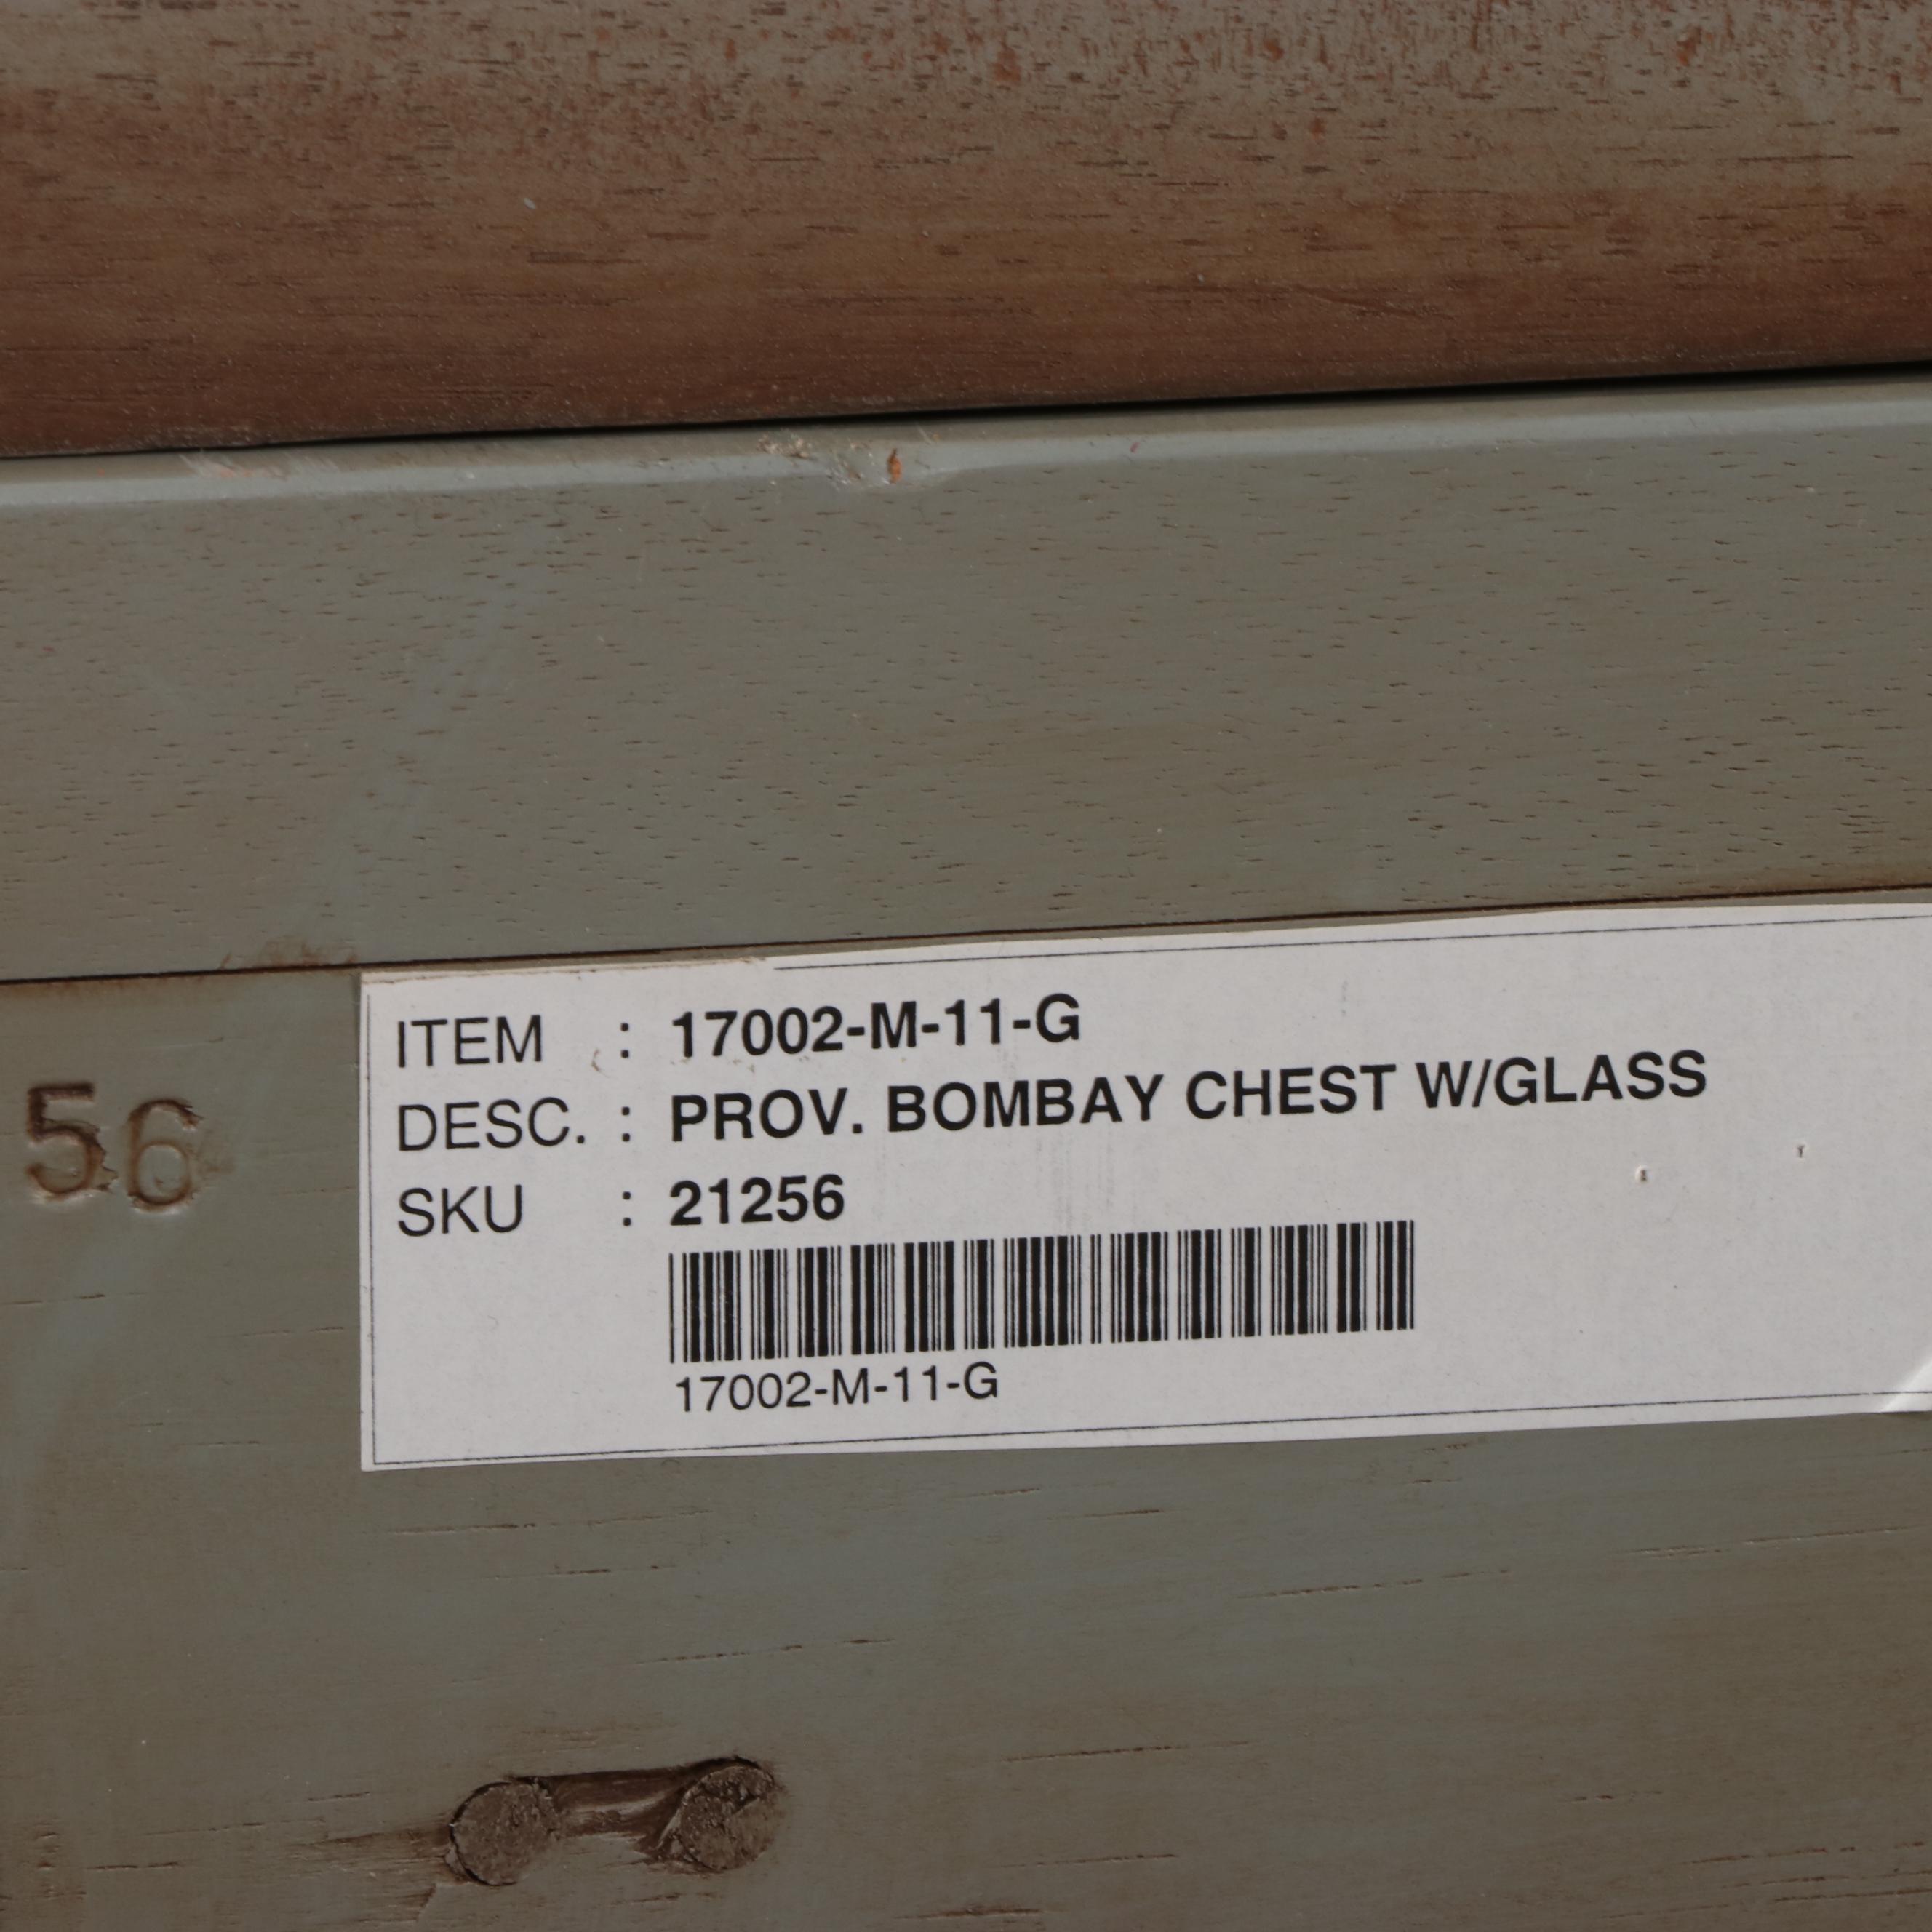 ITEM : 17002-M-11-G
DESC. : PROV. BOMBAY CHEST W/GLASS
56
SKU : 21256
17002-M-11-G